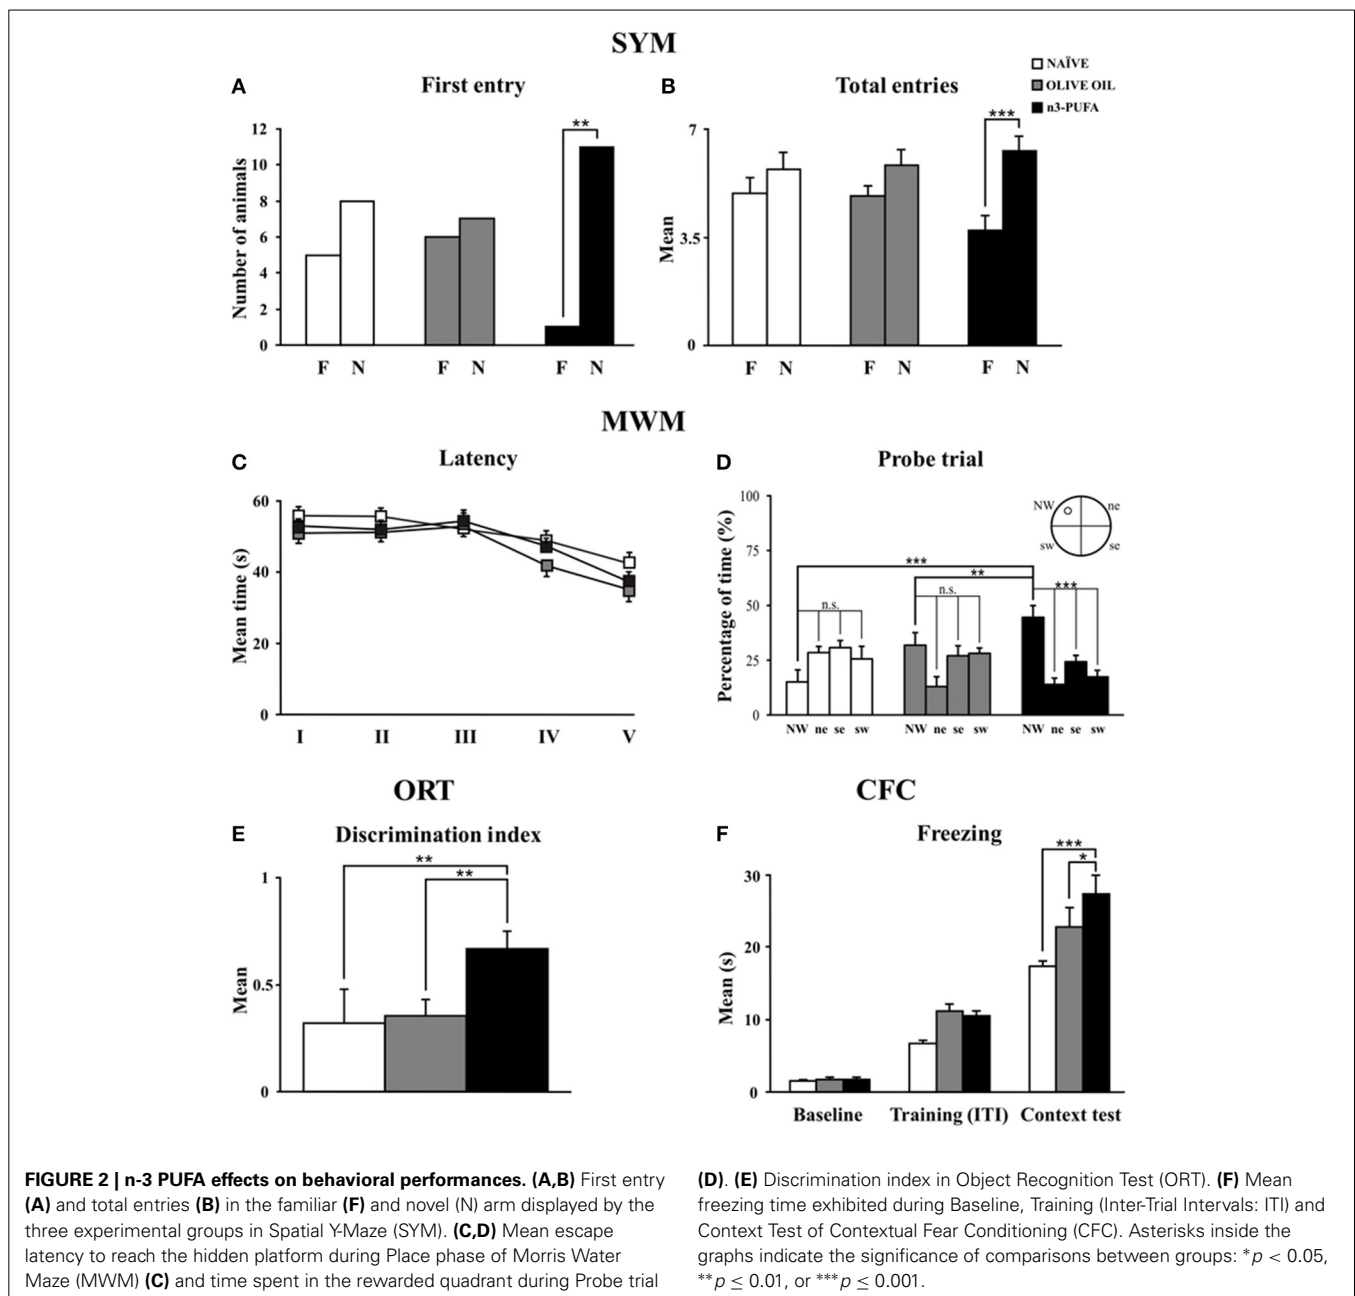 SYM
NAÏVE
OLIVE OIL
n3-PUFA
A
First entry
**
12
10
8
6
4
2
0
Number of animals
F N F N F N
B
Total entries
***
7
3.5
0
Mean
F N F N F N
MWM
C
Latency
60
40
20
0
Mean time (s)
I II III IV V
D
Probe trial
100
75
50
25
0
Percentage of time (%)
NW ne
sw se
***
**
n.s. n.s. ***
NW ne se sw NW ne se sw NW ne se sw
ORT
E
Discrimination index
**
**
1
0.5
0
Mean
CFC
F
Freezing
***
*
30
20
10
0
Mean (s)
Baseline Training (ITI) Context test
FIGURE 2 | n-3 PUFA effects on behavioral performances. (A,B) First entry
(A) and total entries (B) in the familiar (F) and novel (N) arm displayed by the
three experimental groups in Spatial Y-Maze (SYM). (C,D) Mean escape
latency to reach the hidden platform during Place phase of Morris Water
Maze (MWM) (C) and time spent in the rewarded quadrant during Probe trial
(D). (E) Discrimination index in Object Recognition Test (ORT). (F) Mean
freezing time exhibited during Baseline, Training (Inter-Trial Intervals: ITI) and
Context Test of Contextual Fear Conditioning (CFC). Asterisks inside the
graphs indicate the significance of comparisons between groups: *p < 0.05,
**p ≤ 0.01, or ***p ≤ 0.001.